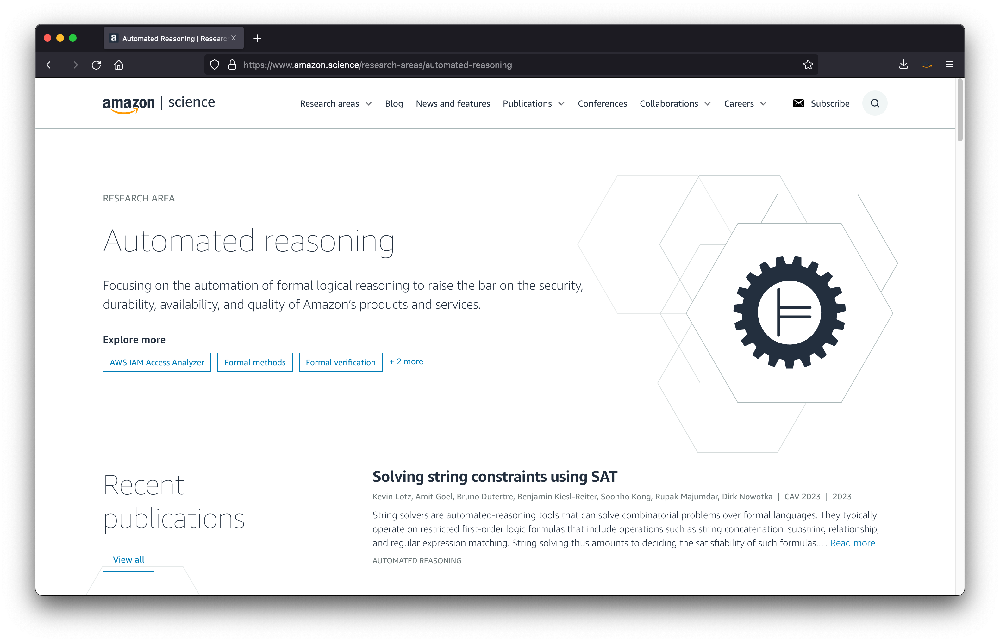 Automated Reasoning | Research
https://www.amazon.science/research-areas/automated-reasoning
amazon | science
Research areas
Blog
News and features
Publications
Conferences
Collaborations
Careers
Subscribe
RESEARCH AREA
Automated reasoning
Focusing on the automation of formal logical reasoning to raise the bar on the security,
durability, availability, and quality of Amazon’s products and services.
Explore more
AWS IAM Access Analyzer
Formal methods
Formal verification
+ 2 more
Recent
publications
View all
Solving string constraints using SAT
Kevin Lotz, Amit Goel, Bruno Dutertre, Benjamin Kiesl-Reiter, Soonho Kong, Rupak Majumdar, Dirk Nowotka | CAV 2023 | 2023
String solvers are automated-reasoning tools that can solve combinatorial problems over formal languages. They typically
operate on restricted first-order logic formulas that include operations such as string concatenation, substring relationship,
and regular expression matching. String solving thus amounts to deciding the satisfiability of such formulas.… Read more
AUTOMATED REASONING